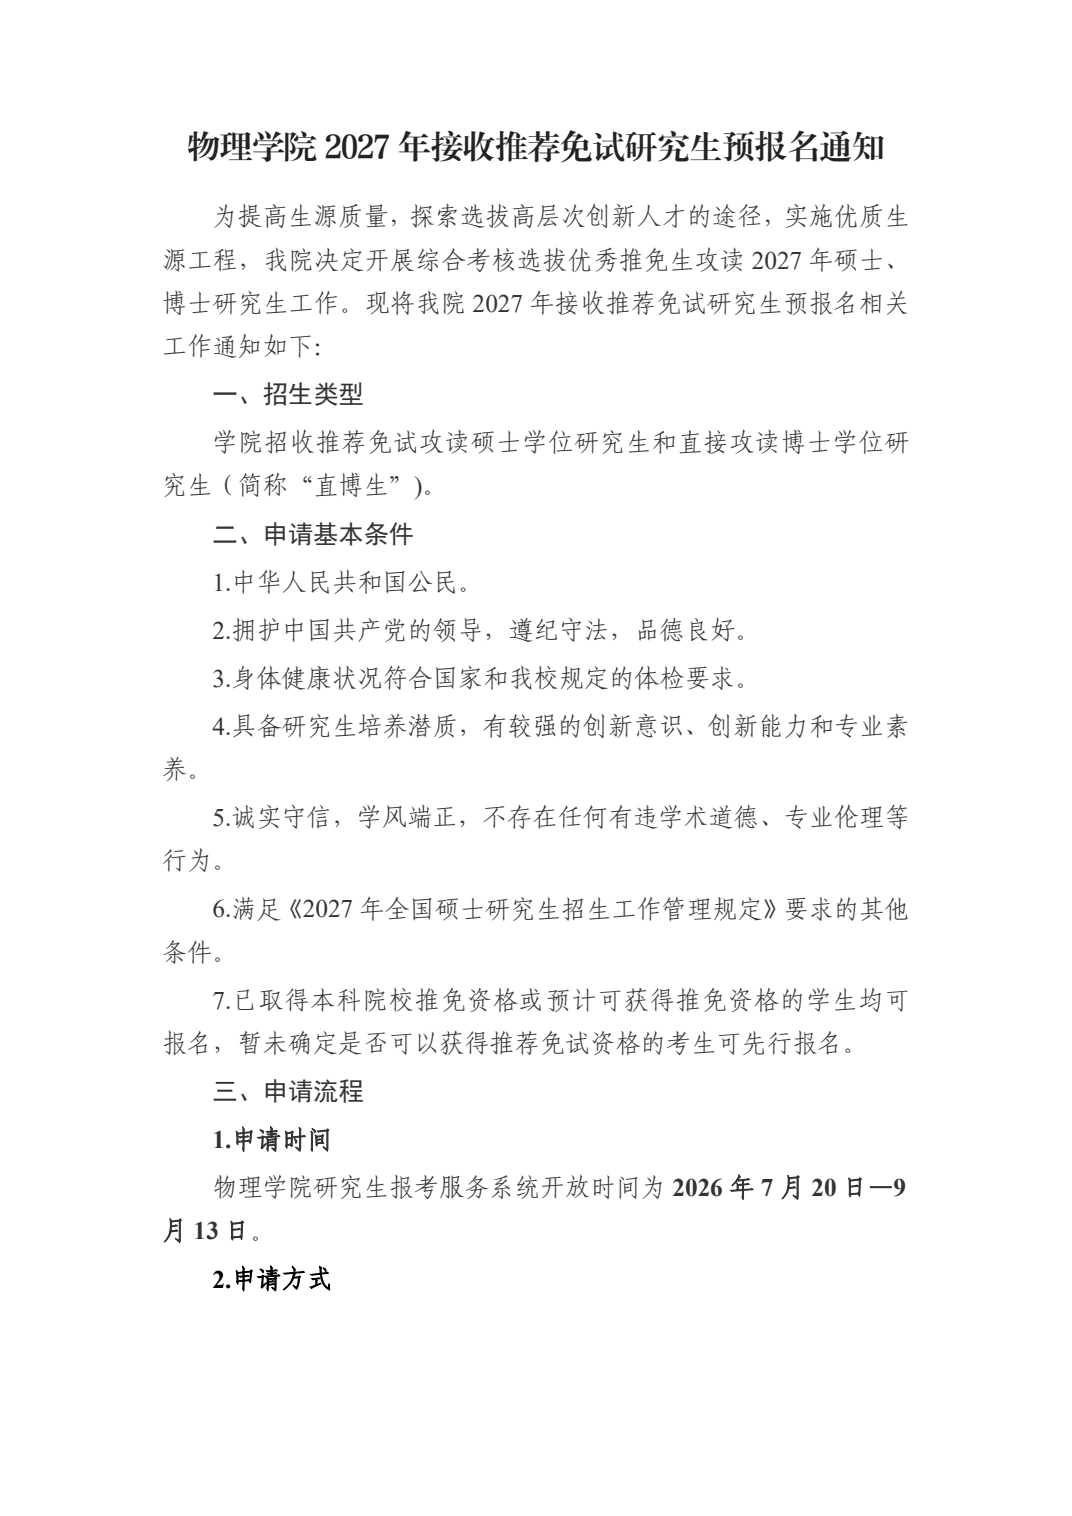 物理学院 2027 年接收推荐免试研究生预报名通知
为提高生源质量，探索选拔高层次创新人才的途径，实施优质生
源工程，我院决定开展综合考核选拔优秀推免生攻读 2027 年硕士、
博士研究生工作。现将我院 2027 年接收推荐免试研究生预报名相关
工作通知如下：
一、招生类型
学院招收推荐免试攻读硕士学位研究生和直接攻读博士学位研
究生（简称“直博生”)。
二、申请基本条件
1.中华人民共和国公民。
2.拥护中国共产党的领导，遵纪守法，品德良好。
3.身体健康状况符合国家和我校规定的体检要求。
4.具备研究生培养潜质，有较强的创新意识、创新能力和专业素
养。
5.诚实守信，学风端正，不存在任何有违学术道德、专业伦理等
行为。
6.满足《2027 年全国硕士研究生招生工作管理规定》要求的其他
条件。
7.已取得本科院校推免资格或预计可获得推免资格的学生均可
报名，暂未确定是否可以获得推荐免试资格的考生可先行报名。
三、申请流程
1.申请时间
物理学院研究生报考服务系统开放时间为 2026 年 7 月 20 日—9
月 13 日。
2.申请方式